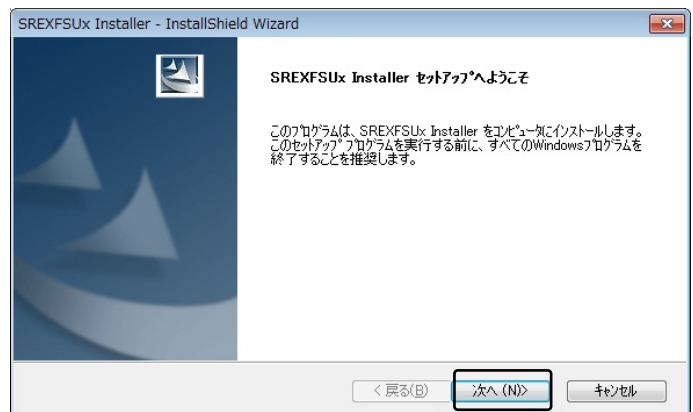 SREXFSUx Installer - InstallShield Wizard
SREXFSUx Installer ｾｯﾄｱｯﾌﾟへようこそ
このﾌﾟﾛｸﾞﾗﾑは、SREXFSUx Installer をｺﾝﾋﾟｭｰﾀにｲﾝｽﾄｰﾙします。
このｾｯﾄｱｯﾌﾟ ﾌﾟﾛｸﾞﾗﾑを実行する前に、すべてのWindowsﾌﾟﾛｸﾞﾗﾑを
終了することを推奨します。
< 戻る(B)
次へ (N)>
ｷｬﾝｾﾙ